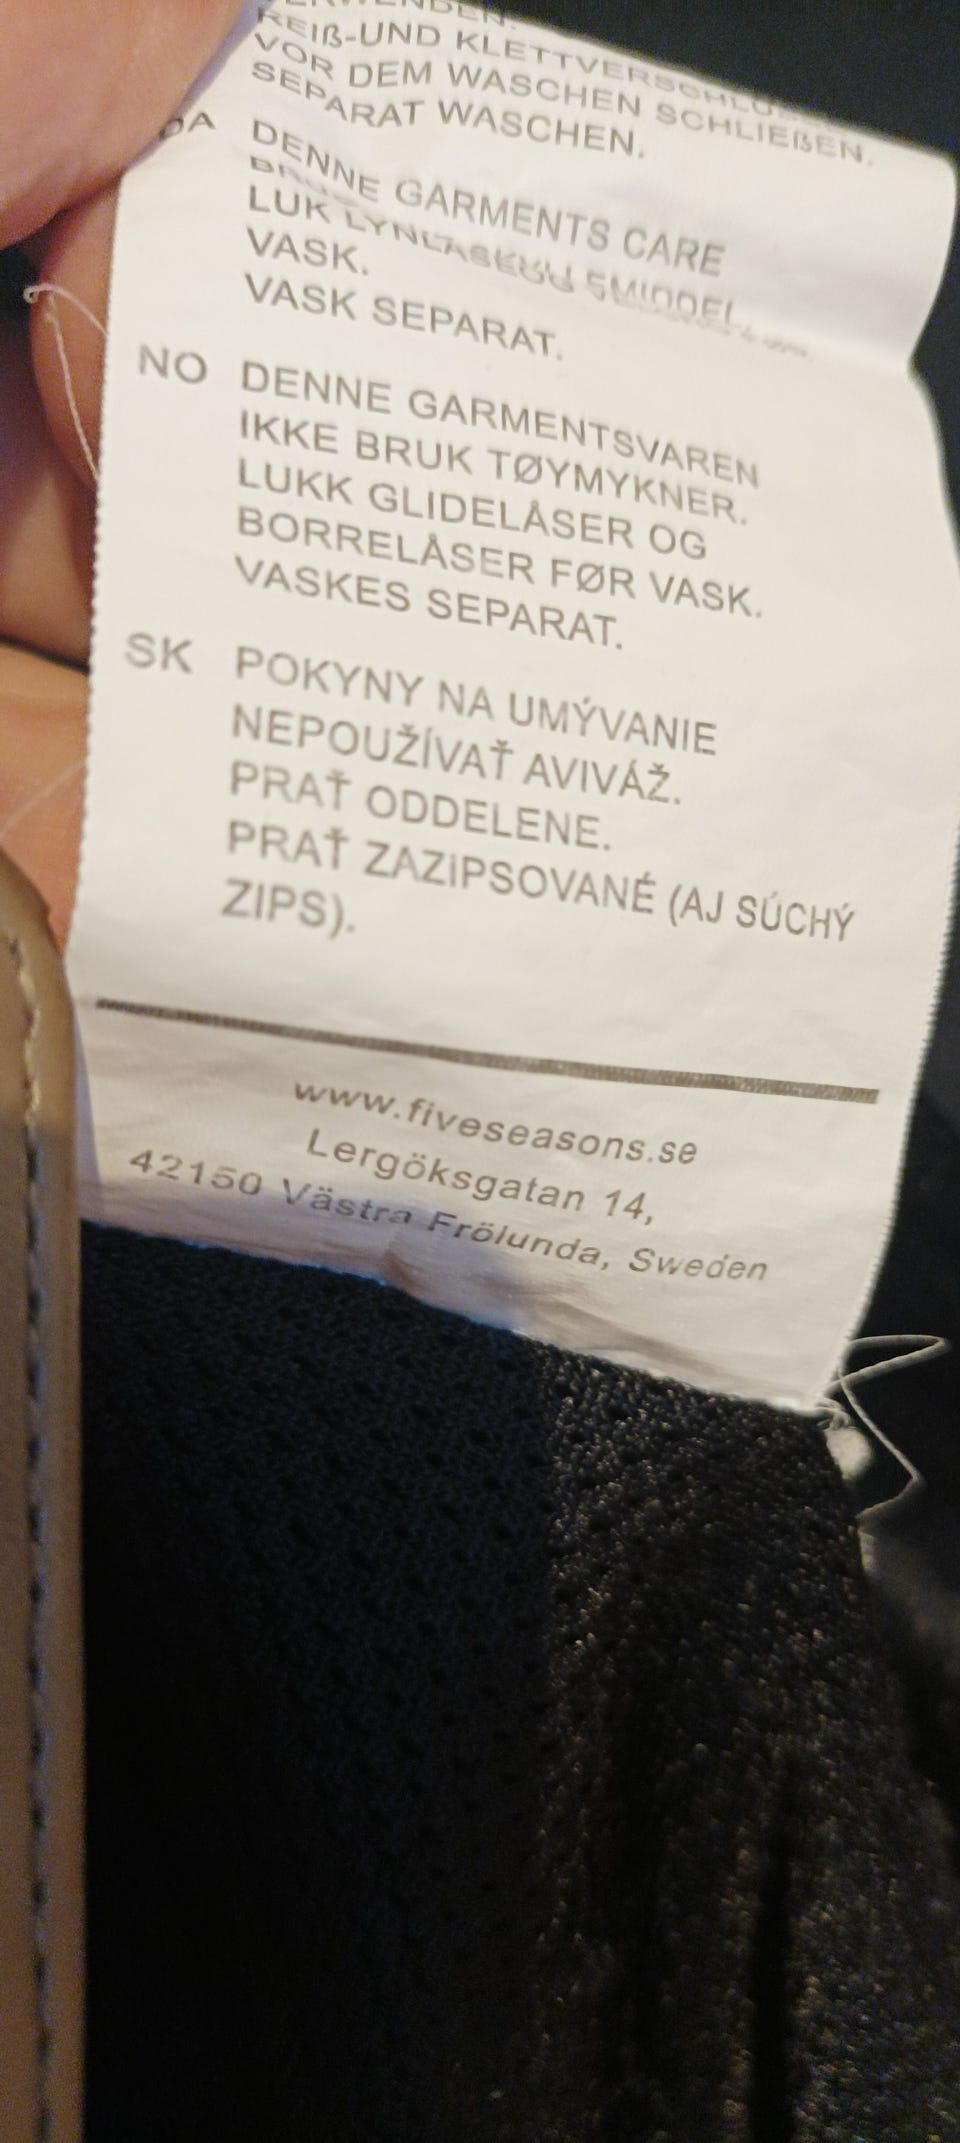 REIß-UND KLETTVERSCHLÜSSE
VOR DEM WASCHEN SCHLIEßEN.
SEPARAT WASCHEN.
DA DENNE GARMENTS CARE
LUK
VASK.
VASK SEPARAT.
NO DENNE GARMENTSVAREN
IKKE BRUK TØYMYKNER.
LUKK GLIDELÅSER OG
BORRELÅSER FØR VASK.
VASKES SEPARAT.
SK POKYNY NA UMÝVANIE
NEPOUŽÍVAŤ AVIVÁŽ.
PRAŤ ODDELENE.
PRAŤ ZAZIPSOVANÉ (AJ SÚCHÝ
ZIPS).
www.fiveseasons.se
Lergöksgatan 14,
42150 Västra Frölunda, Sweden